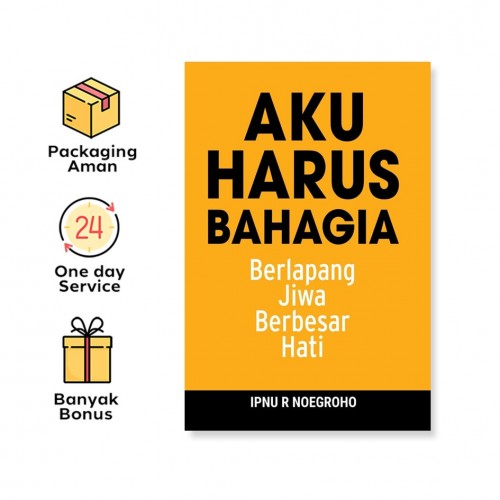 Packaging
Aman
24
One day
Service
Banyak
Bonus
AKU
HARUS
BAHAGIA
Berlapang
Jiwa
Berbesar
Hati
IPNU R NOEGROHO